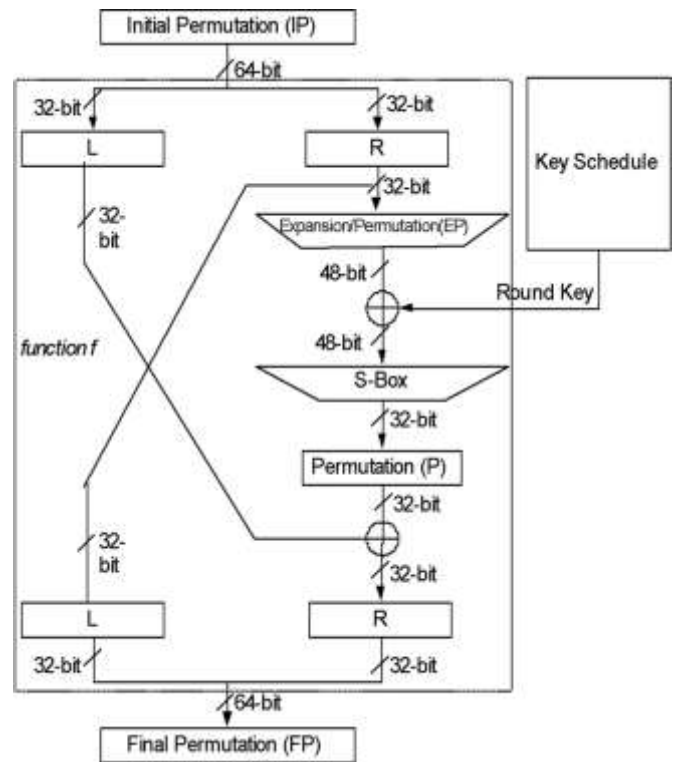 Initial Permutation (IP)
64-bit
32-bit
32-bit
L
R
Key Schedule
32-bit
32-
bit
Expansion/Permutation(EP)
48-bit
Round Key
function f
48-bit
S-Box
32-bit
Permutation (P)
32-bit
32-
bit
32-bit
L
R
32-bit
32-bit
64-bit
Final Permutation (FP)